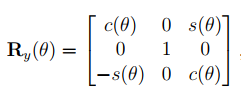 R_y(θ) = [ c(θ) 0 s(θ)
0 1 0
−s(θ) 0 c(θ) ],